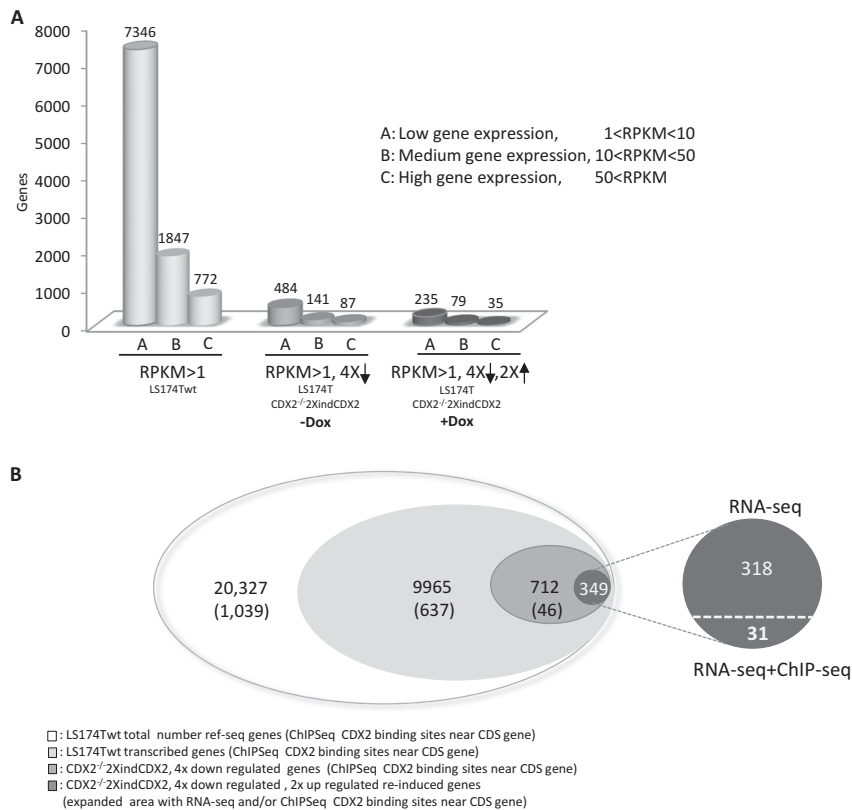 A
8000
7000
6000
5000
4000
3000
2000
1000
0
Genes
7346
1847
772
484
141
87
235
79
35
A: Low gene expression, 1<RPKM<10
B: Medium gene expression, 10<RPKM<50
C: High gene expression, 50<RPKM
A B C
A B C
A B C
RPKM>1
LS174Twt
RPKM>1, 4X↓
LS174T
CDX2-/-2XindCDX2
-Dox
RPKM>1, 4X↓,2X↑
LS174T
CDX2-/-2XindCDX2
+Dox
B
20,327
(1,039)
9965
(637)
712
(46)
349
RNA-seq
318
31
RNA-seq+ChIP-seq
: LS174Twt total number ref-seq genes (ChIPSeq CDX2 binding sites near CDS gene)
: LS174Twt transcribed genes (ChIPSeq CDX2 binding sites near CDS gene)
: CDX2-/-2XindCDX2, 4x down regulated genes (ChIPSeq CDX2 binding sites near CDS gene)
: CDX2-/-2XindCDX2, 4x down regulated , 2x up regulated re-induced genes
(expanded area with RNA-seq and/or ChIPSeq CDX2 binding sites near CDS gene)